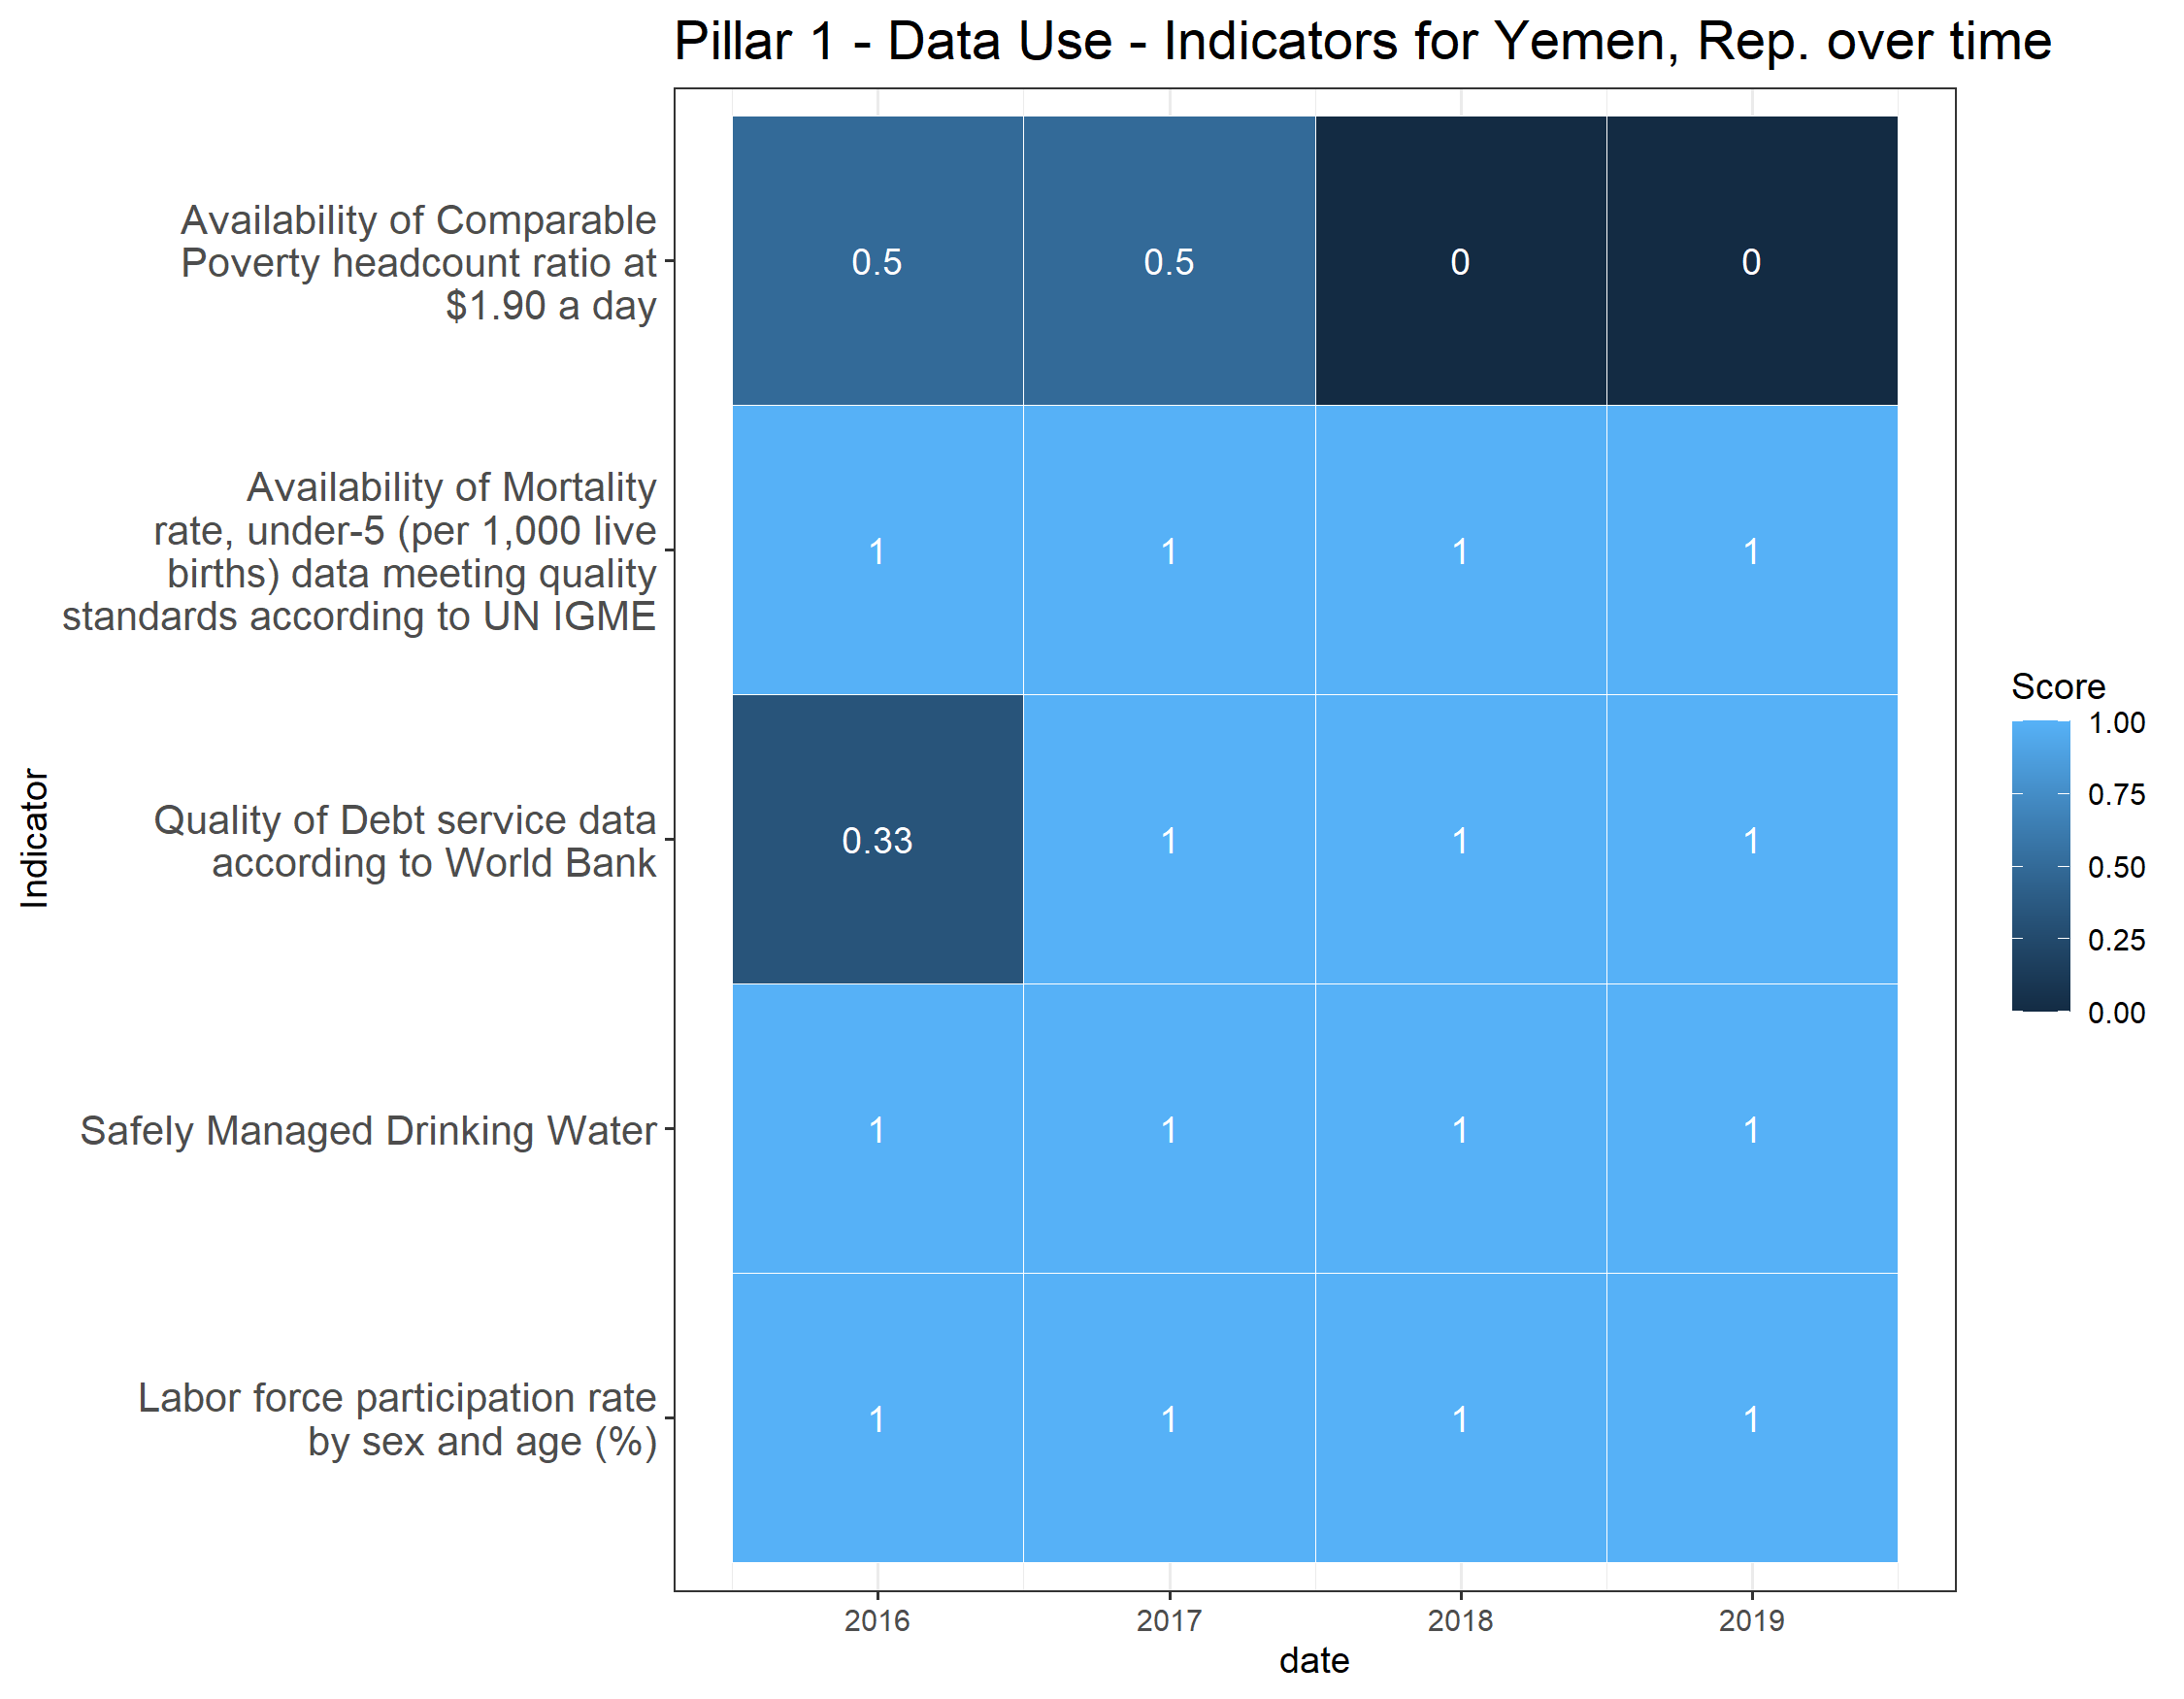 Pillar 1 - Data Use - Indicators for Yemen, Rep. over time
Indicator
Availability of Comparable
Poverty headcount ratio at
$1.90 a day
0.5 0.5 0 0
Availability of Mortality
rate, under-5 (per 1,000 live
births) data meeting quality
standards according to UN IGME
1 1 1 1
Quality of Debt service data
according to World Bank
0.33 1 1 1
Safely Managed Drinking Water
1 1 1 1
Labor force participation rate
by sex and age (%)
1 1 1 1
2016 2017 2018 2019
date
Score
1.00
0.75
0.50
0.25
0.00